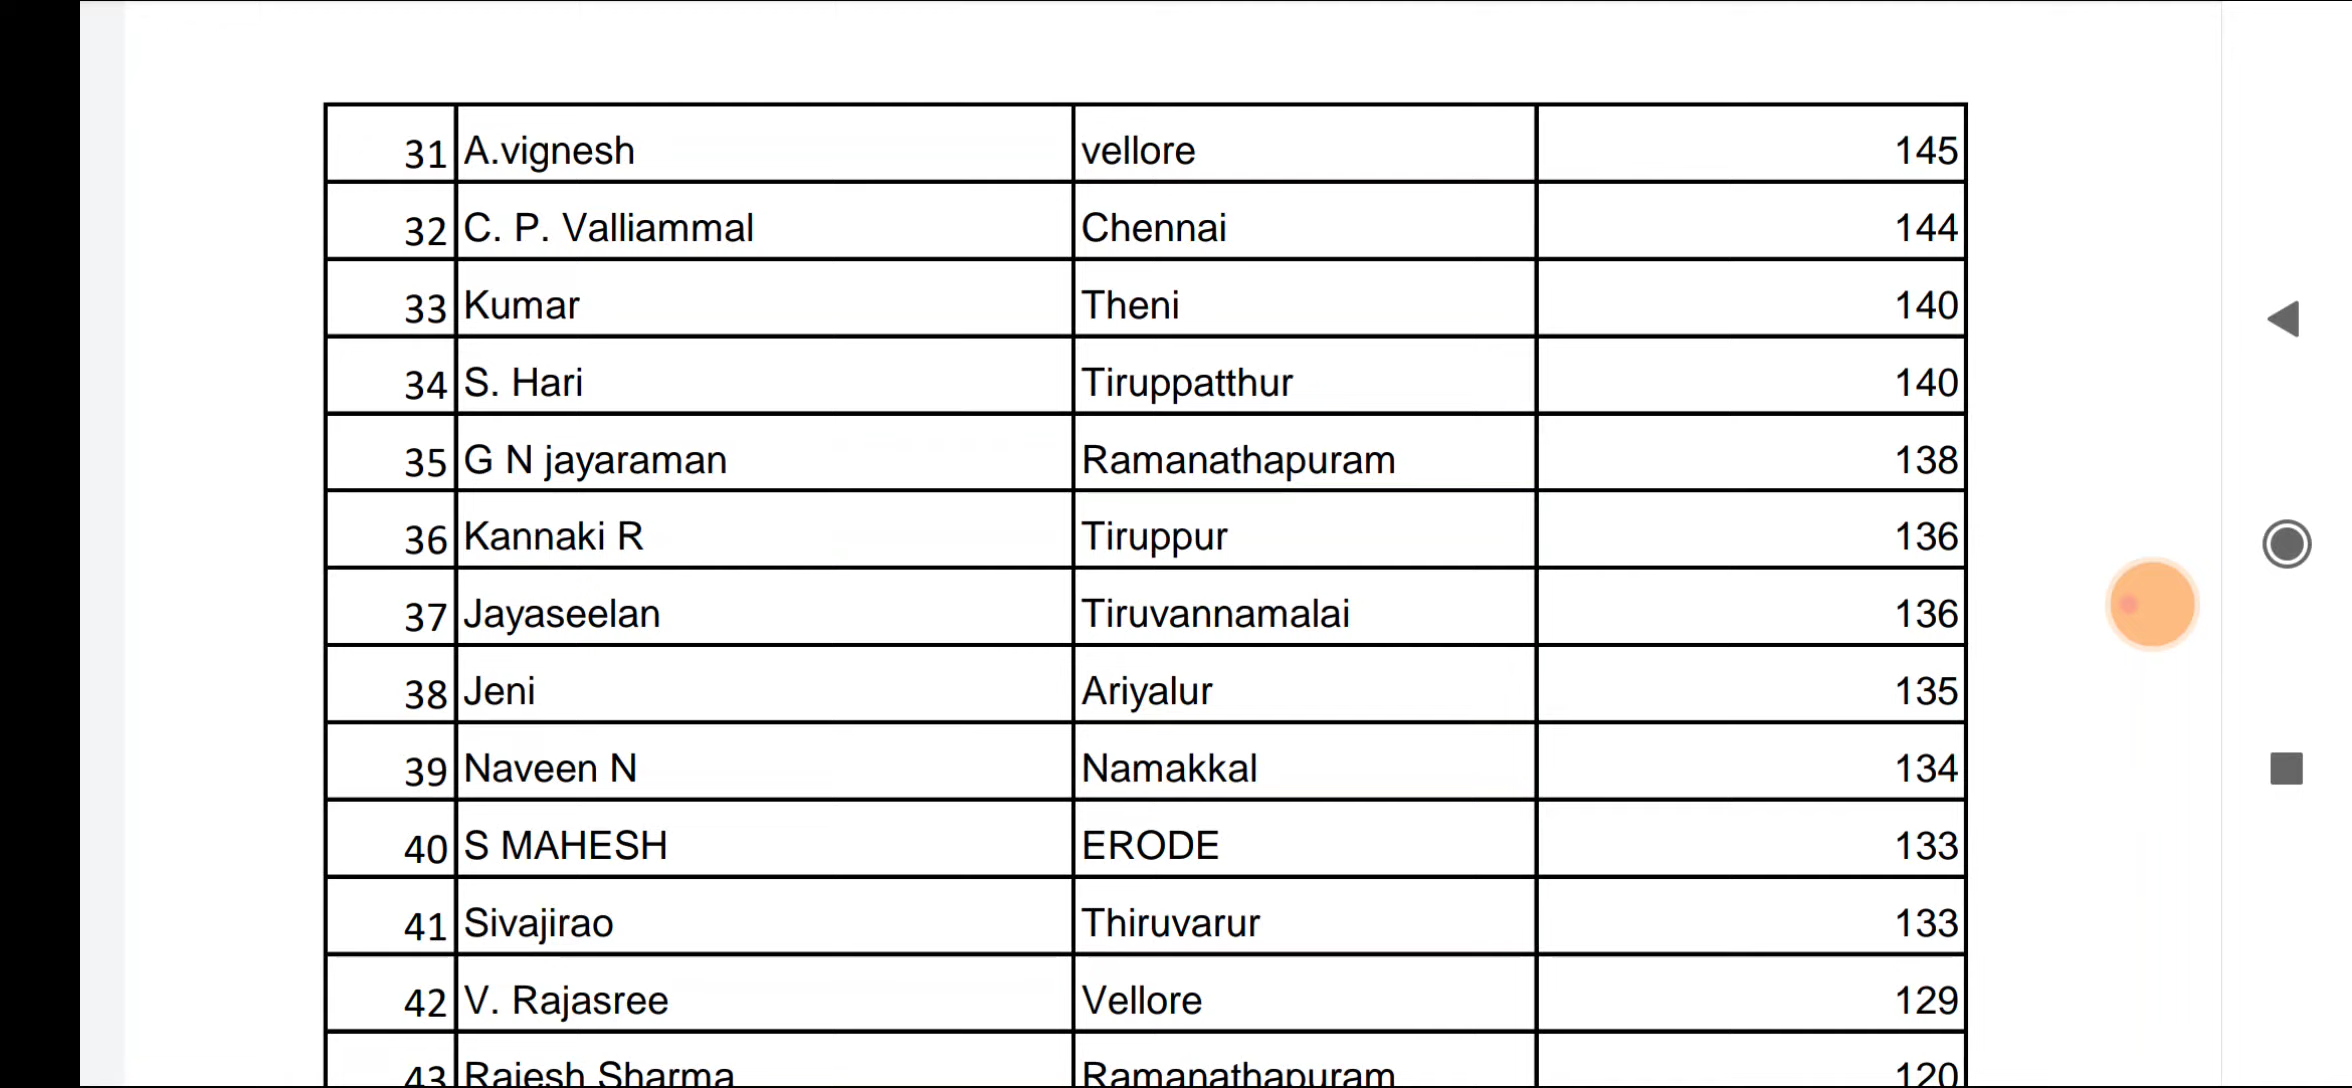 31 A.vignesh vellore 145
32 C. P. Valliammal Chennai 144
33 Kumar Theni 140
34 S. Hari Tiruppatthur 140
35 G N jayaraman Ramanathapuram 138
36 Kannaki R Tiruppur 136
37 Jayaseelan Tiruvannamalai 136
38 Jeni Ariyalur 135
39 Naveen N Namakkal 134
40 S MAHESH ERODE 133
41 Sivajirao Thiruvarur 133
42 V. Rajasree Vellore 129
43 Rajesh Sharma Ramanathapuram 120